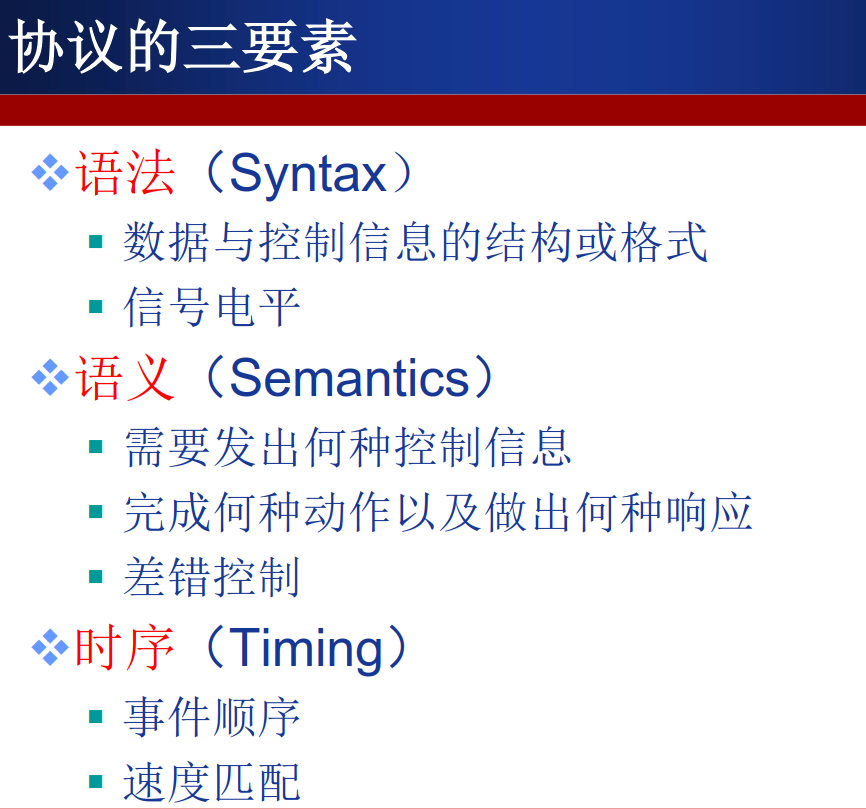 协议的三要素
语法（Syntax）
数据与控制信息的结构或格式
信号电平
语义（Semantics）
需要发出何种控制信息
完成何种动作以及做出何种响应
差错控制
时序（Timing）
事件顺序
速度匹配